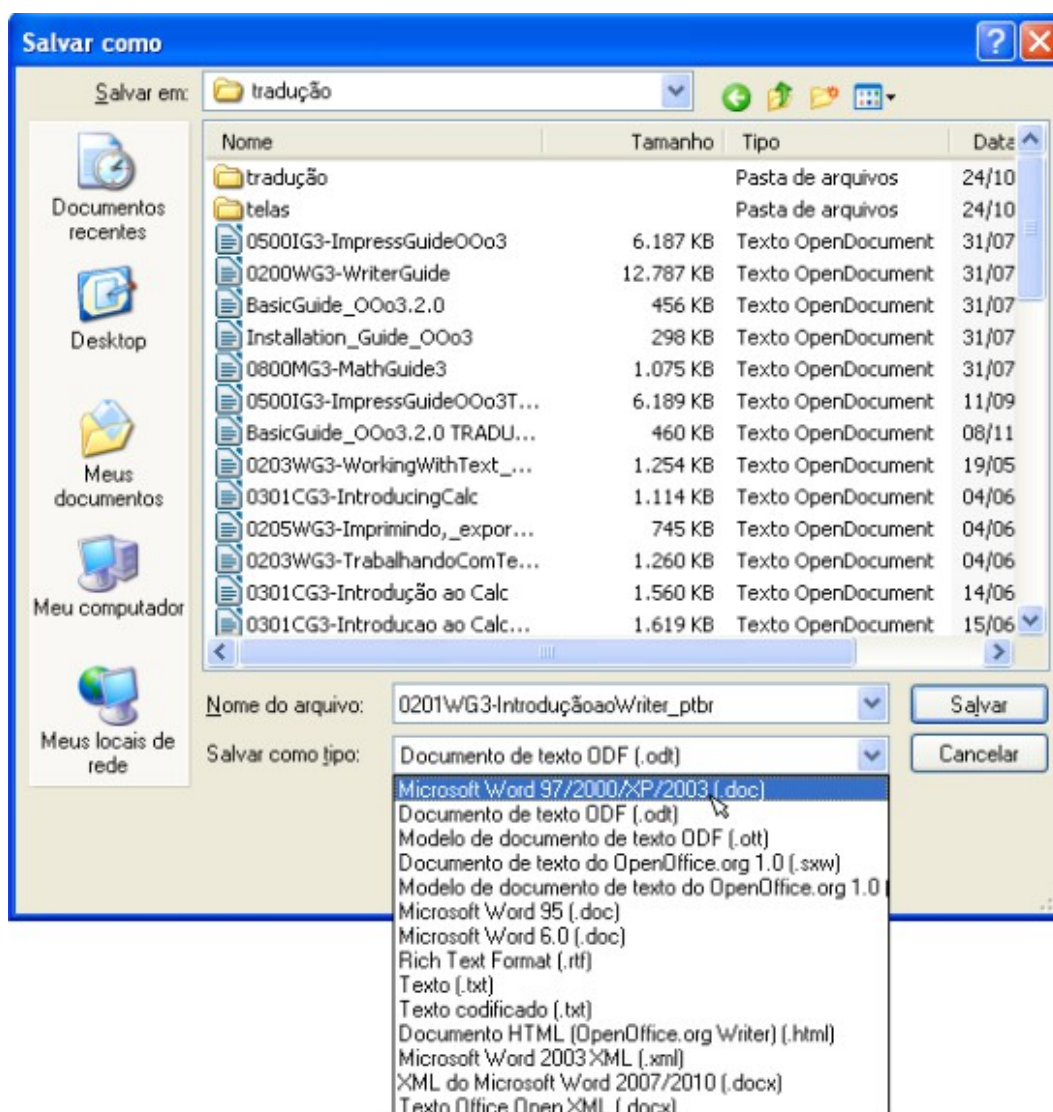 Salvar como
Salvar em: tradução
Nome Tamanho Tipo Data
tradução Pasta de arquivos 24/10
telas Pasta de arquivos 24/10
0500IG3-ImpressGuideOOo3 6.187 KB Texto OpenDocument 31/07
0200WG3-WriterGuide 12.787 KB Texto OpenDocument 31/07
BasicGuide_OOo3.2.0 456 KB Texto OpenDocument 31/07
Installation_Guide_OOo3 298 KB Texto OpenDocument 31/07
0800MG3-MathGuide3 1.075 KB Texto OpenDocument 31/07
0500IG3-ImpressGuideOOo3T... 6.189 KB Texto OpenDocument 11/09
BasicGuide_OOo3.2.0 TRADU... 460 KB Texto OpenDocument 08/11
0203WG3-WorkingWithText_... 1.254 KB Texto OpenDocument 19/05
0301CG3-IntroducingCalc 1.114 KB Texto OpenDocument 04/06
0205WG3-Imprimindo,_expor... 745 KB Texto OpenDocument 04/06
0203WG3-TrabalhandoComTe... 1.260 KB Texto OpenDocument 04/06
0301CG3-Introdução ao Calc 1.560 KB Texto OpenDocument 14/06
0301CG3-Introducao ao Calc... 1.619 KB Texto OpenDocument 15/06
Documentos
recentes
Desktop
Meus
documentos
Meu computador
Meus locais de
rede
Nome do arquivo: 0201WG3-IntroduçãoaoWriter_ptbr Salvar
Salvar como tipo: Documento de texto ODF (.odt) Cancelar
Microsoft Word 97/2000/XP/2003 (.doc)
Documento de texto ODF (.odt)
Modelo de documento de texto ODF (.ott)
Documento de texto do OpenOffice.org 1.0 (.sxw)
Modelo de documento de texto do OpenOffice.org 1.0 (
Microsoft Word 95 (.doc)
Microsoft Word 6.0 (.doc)
Rich Text Format (.rtf)
Texto (.txt)
Texto codificado (.txt)
Documento HTML (OpenOffice.org Writer) (.html)
Microsoft Word 2003 XML (.xml)
XML do Microsoft Word 2007/2010 (.docx)
Texto Office Open XML (.docx)